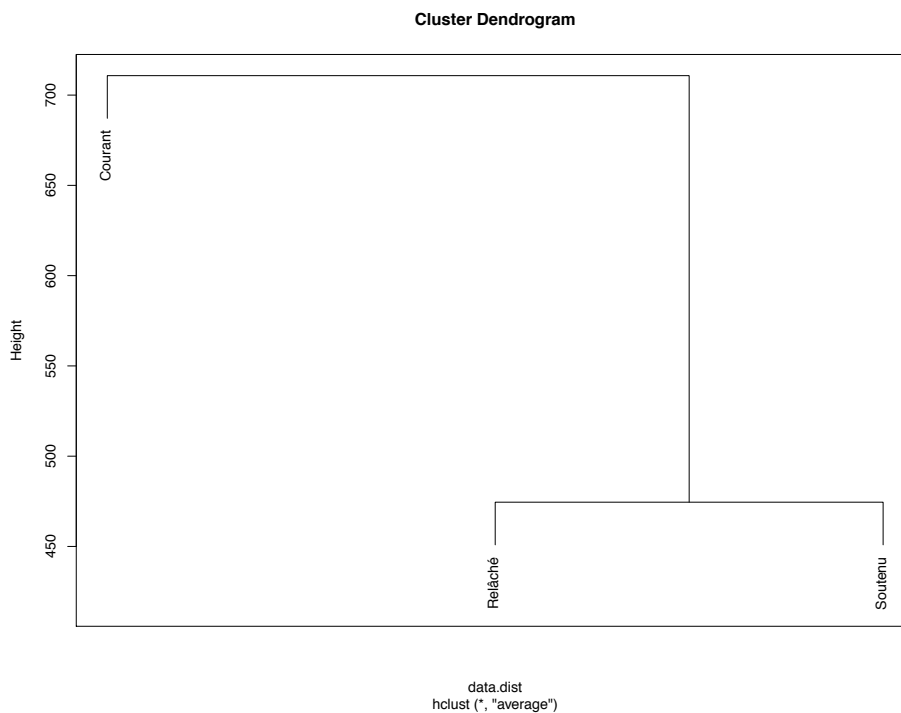 Cluster Dendrogram
Height
700
650
600
550
500
450
Courant
Relâché
Soutenu
data.dist
hclust (*, "average")